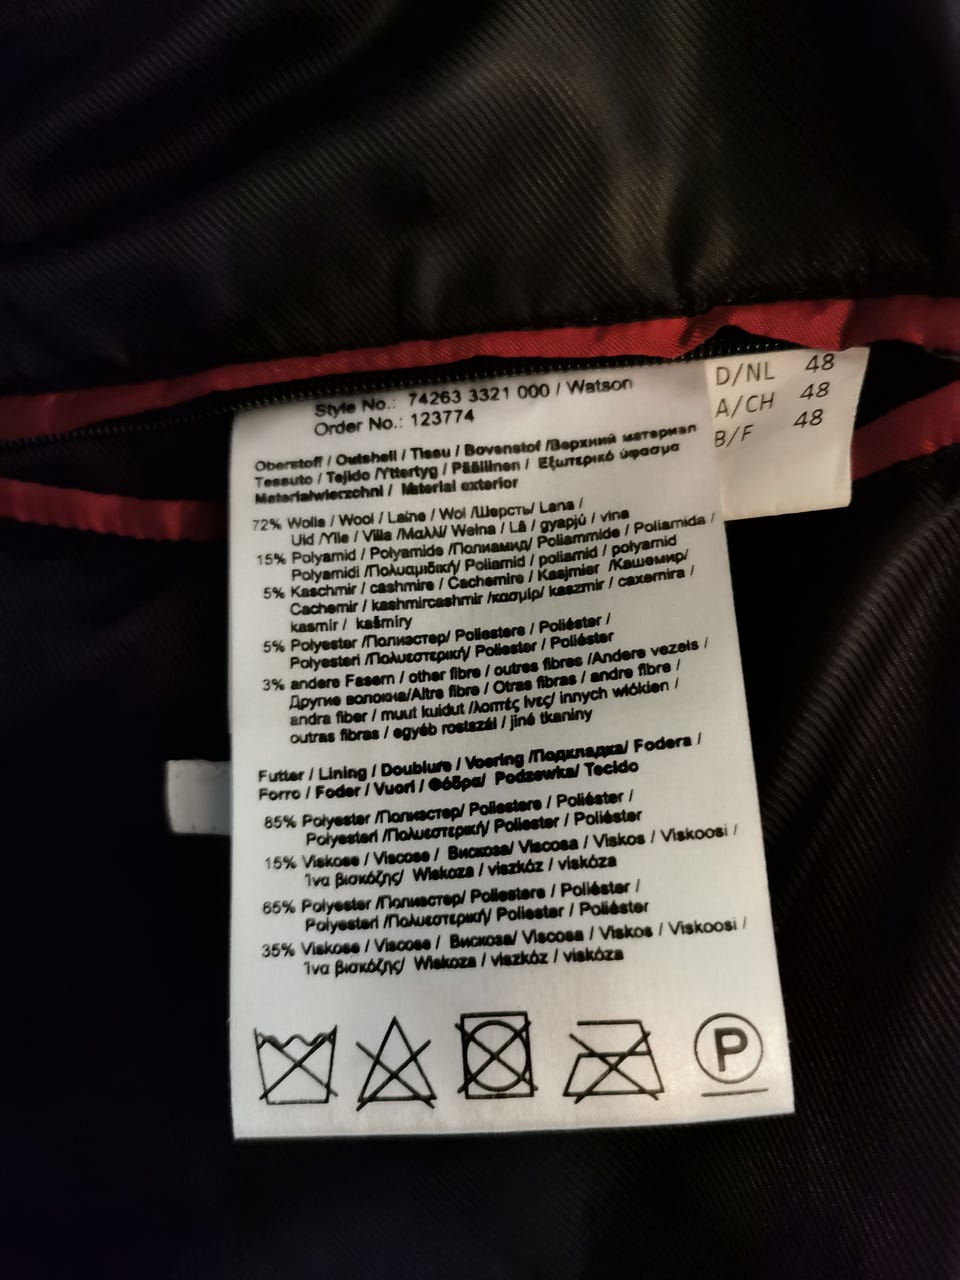 Style No.: 74263 3321 000 / Watson
Order No.: 123774
D/NL 48
A/CH 48
B/F 48
Oberstoff / Outshell / Tissu / Bovenstof /Верхний материал
Tessuto / Tejido /Yttertyg / Päällinen / Εξωτερικό ύφασμα
Materialwierzchni / Material exterior
72% Wolle / Wool / Laine / Wol /Шерсть/ Lana /
Uld /Ylle / Villa /Μαλλί/ Wełna / Lã / gyapjú / vlna
15% Polyamid / Polyamide /Полиамид/ Poliammide / Poliamida /
Polyamidi /Πολυαμιδική/ Poliamid / poliamid / polyamid
5% Kaschmir / cashmire / Cachemire / Kasjmier /Кашемир/
Cachemir / kashmircashmir /κασμίρ/ kaszmir / caxemira /
kasmír / kašmíry
5% Polyester /Полиэстер/ Poliestere / Poliéster /
Polyesteri /Πολυεστερική/ Poliester / Poliéster
3% andere Fasern / other fibre / outres fibres /Andere vezels /
Другие волокна/Altre fibre / Otras fibras / andre fibre /
andra fiber / muut kuidut /λοιπές ίνες/ innych włókien /
outras fibras / egyéb rostszál / jiné tkaniny
Futter / Lining / Doublure / Voering /Подкладка/ Fodera /
Forro / Foder / Vuori / Φόδρα/ Podzewka/ Tecido
85% Polyester /Полиэстер/ Poliestere / Poliéster /
Polyesteri /Πολυεστερική/ Poliester / Poliéster
15% Viskose / Viscose / Вискоза/ Viscosa / Viskos / Viskoosi /
Ίνα βισκόζης/ Wiskoza / viszkóz / viskóza
65% Polyester /Полиэстер/ Poliestere / Poliéster /
Polyesteri /Πολυεστερική/ Poliester / Poliéster
35% Viskose / Viscose / Вискоза/ Viscosa / Viskos / Viskoosi /
Ίνα βισκόζης/ Wiskoza / viszkóz / viskóza
P